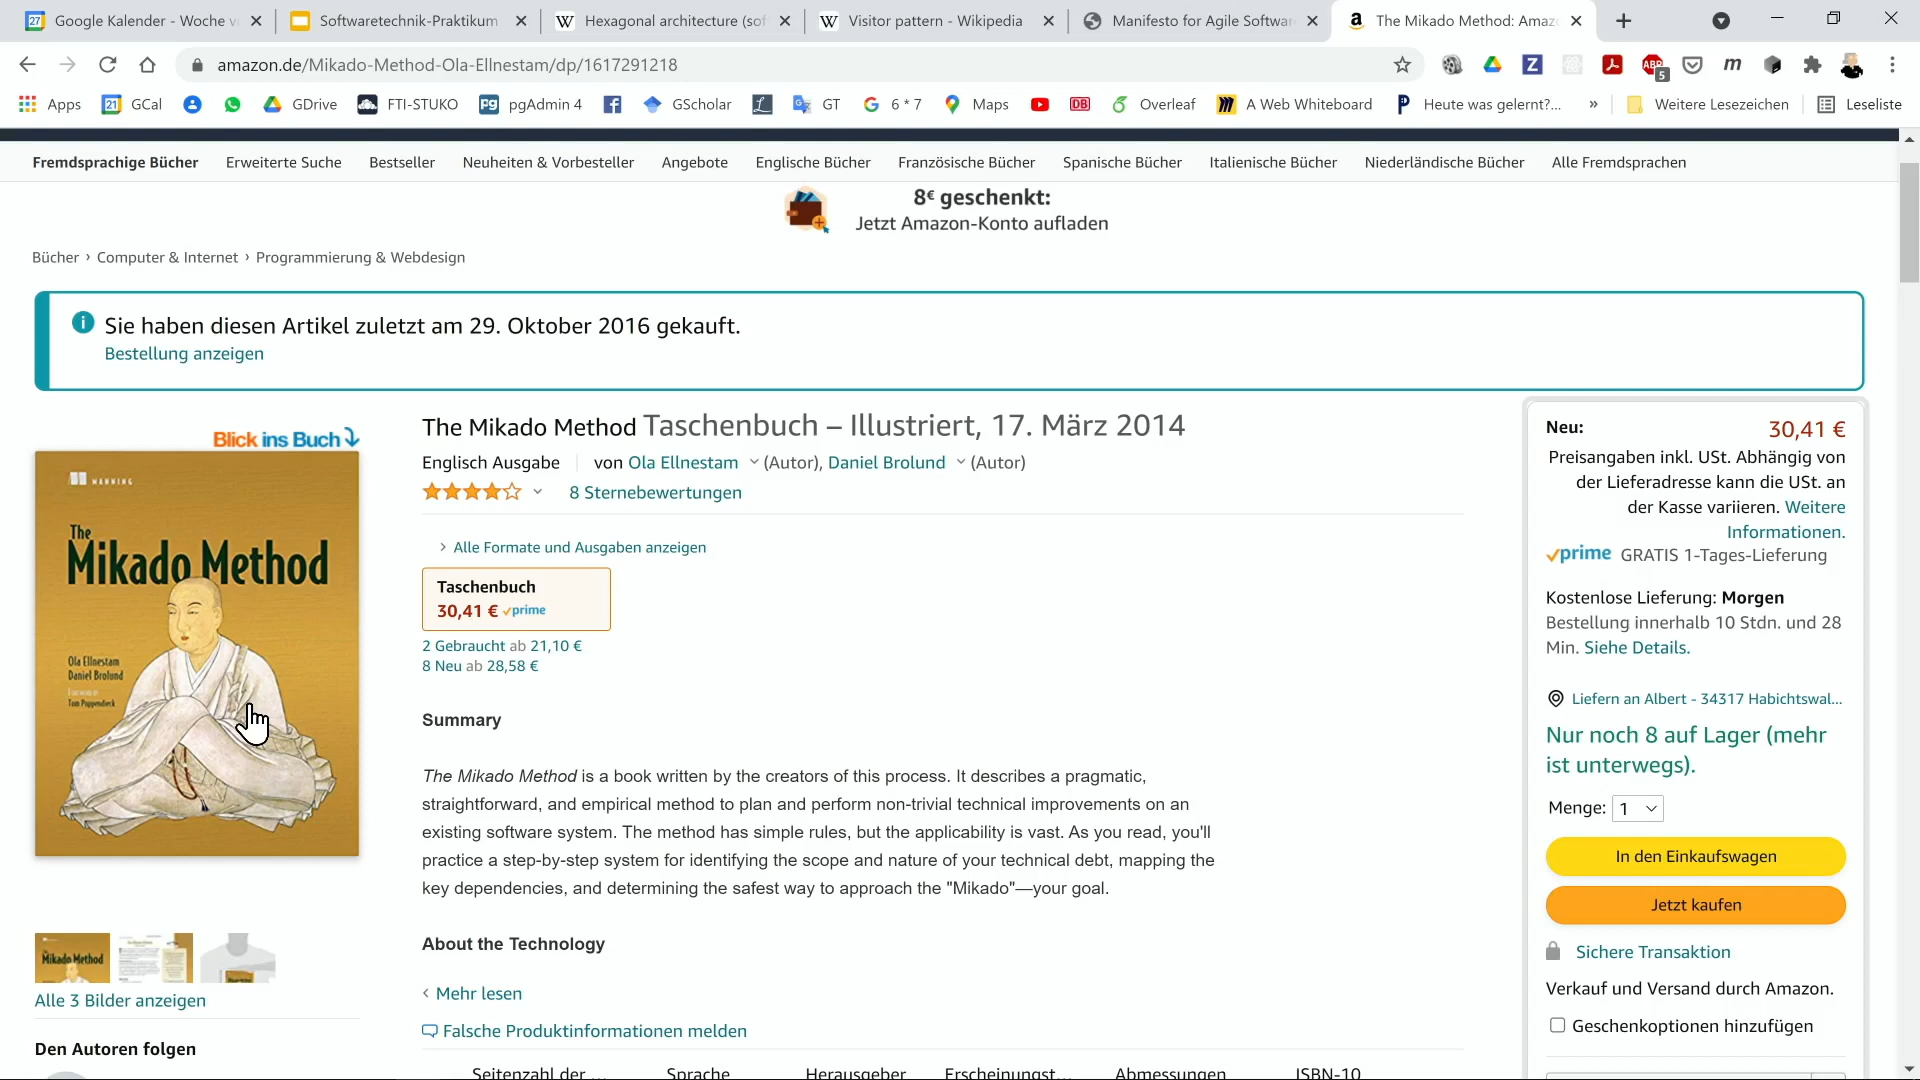 Google Kalender - Woche v
Softwaretechnik-Praktikum
Hexagonal architecture (sof
Visitor pattern - Wikipedia
Manifesto for Agile Softwar
The Mikado Method: Amaz
amazon.de/Mikado-Method-Ola-Ellnestam/dp/1617291218
Apps GCal GDrive FTI-STUKO pgAdmin 4 GScholar GT 6 * 7 Maps DB Overleaf A Web Whiteboard Heute was gelernt?... » Weitere Lesezeichen Leseliste
Fremdsprachige Bücher Erweiterte Suche Bestseller Neuheiten & Vorbesteller Angebote Englische Bücher Französische Bücher Spanische Bücher Italienische Bücher Niederländische Bücher Alle Fremdsprachen
8€ geschenkt:
Jetzt Amazon-Konto aufladen
Bücher › Computer & Internet › Programmierung & Webdesign
Sie haben diesen Artikel zuletzt am 29. Oktober 2016 gekauft.
Bestellung anzeigen
Blick ins Buch
MANNING
The
Mikado Method
Ola Ellnestam
Daniel Brolund
Tom Poppendieck
Alle 3 Bilder anzeigen
Den Autoren folgen
The Mikado Method Taschenbuch – Illustriert, 17. März 2014
Englisch Ausgabe von Ola Ellnestam (Autor), Daniel Brolund (Autor)
8 Sternebewertungen
› Alle Formate und Ausgaben anzeigen
Taschenbuch
30,41 € prime
2 Gebraucht ab 21,10 €
8 Neu ab 28,58 €
Summary
The Mikado Method is a book written by the creators of this process. It describes a pragmatic,
straightforward, and empirical method to plan and perform non-trivial technical improvements on an
existing software system. The method has simple rules, but the applicability is vast. As you read, you'll
practice a step-by-step system for identifying the scope and nature of your technical debt, mapping the
key dependencies, and determining the safest way to approach the "Mikado"—your goal.
About the Technology
‹ Mehr lesen
Falsche Produktinformationen melden
Seitenzahl der ... Sprache Herausgeber Erscheinungst... Abmessungen ISBN-10
Neu: 30,41 €
Preisangaben inkl. USt. Abhängig von
der Lieferadresse kann die USt. an
der Kasse variieren. Weitere
Informationen.
prime GRATIS 1-Tages-Lieferung
Kostenlose Lieferung: Morgen
Bestellung innerhalb 10 Stdn. und 28
Min. Siehe Details.
Liefern an Albert - 34317 Habichtswal...
Nur noch 8 auf Lager (mehr
ist unterwegs).
Menge: 1
In den Einkaufswagen
Jetzt kaufen
Sichere Transaktion
Verkauf und Versand durch Amazon.
Geschenkoptionen hinzufügen